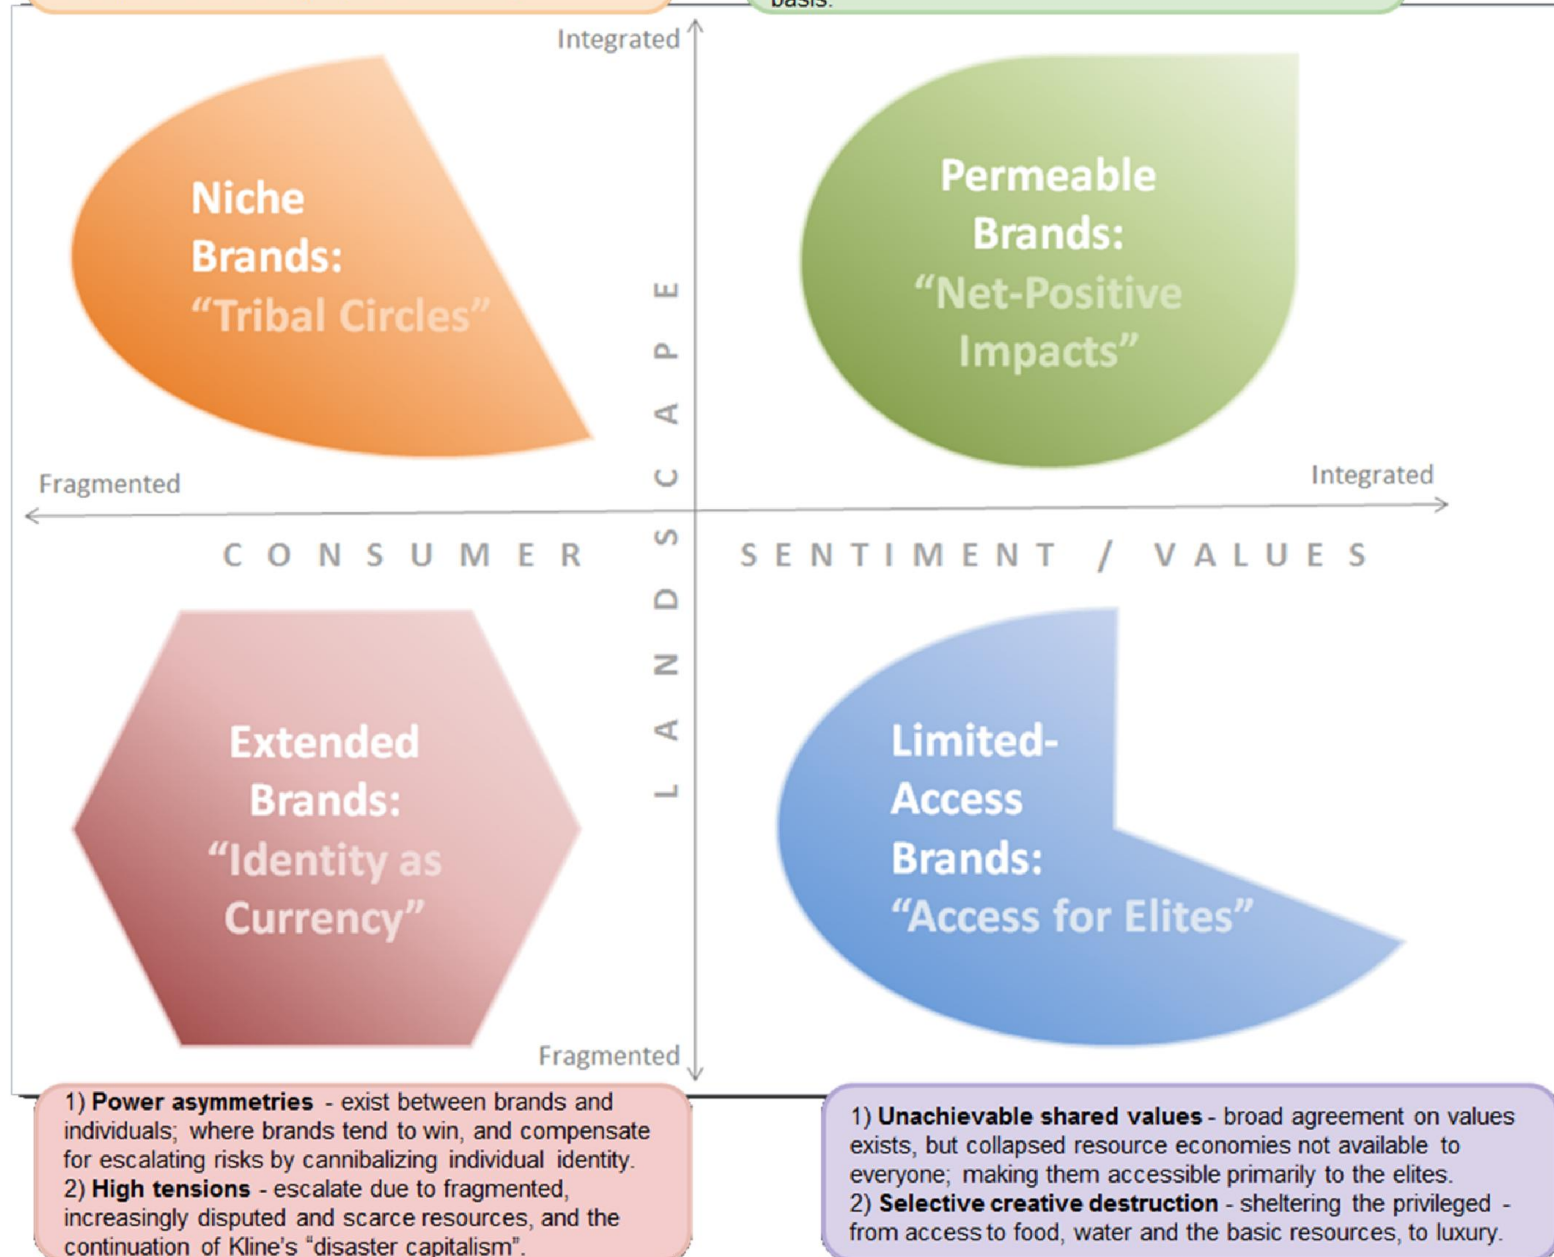 basis.
Integrated
Niche
Brands:
“Tribal Circles”
Permeable
Brands:
“Net-Positive
Impacts”
Fragmented
Integrated
CONSUMER SENTIMENT / VALUES
LANDSCAPE
Extended
Brands:
“Identity as
Currency”
Limited-
Access
Brands:
“Access for Elites”
Fragmented
1) Power asymmetries - exist between brands and
individuals; where brands tend to win, and compensate
for escalating risks by cannibalizing individual identity.
2) High tensions - escalate due to fragmented,
increasingly disputed and scarce resources, and the
continuation of Kline’s “disaster capitalism”.
1) Unachievable shared values - broad agreement on values
exists, but collapsed resource economies not available to
everyone; making them accessible primarily to the elites.
2) Selective creative destruction - sheltering the privileged -
from access to food, water and the basic resources, to luxury.